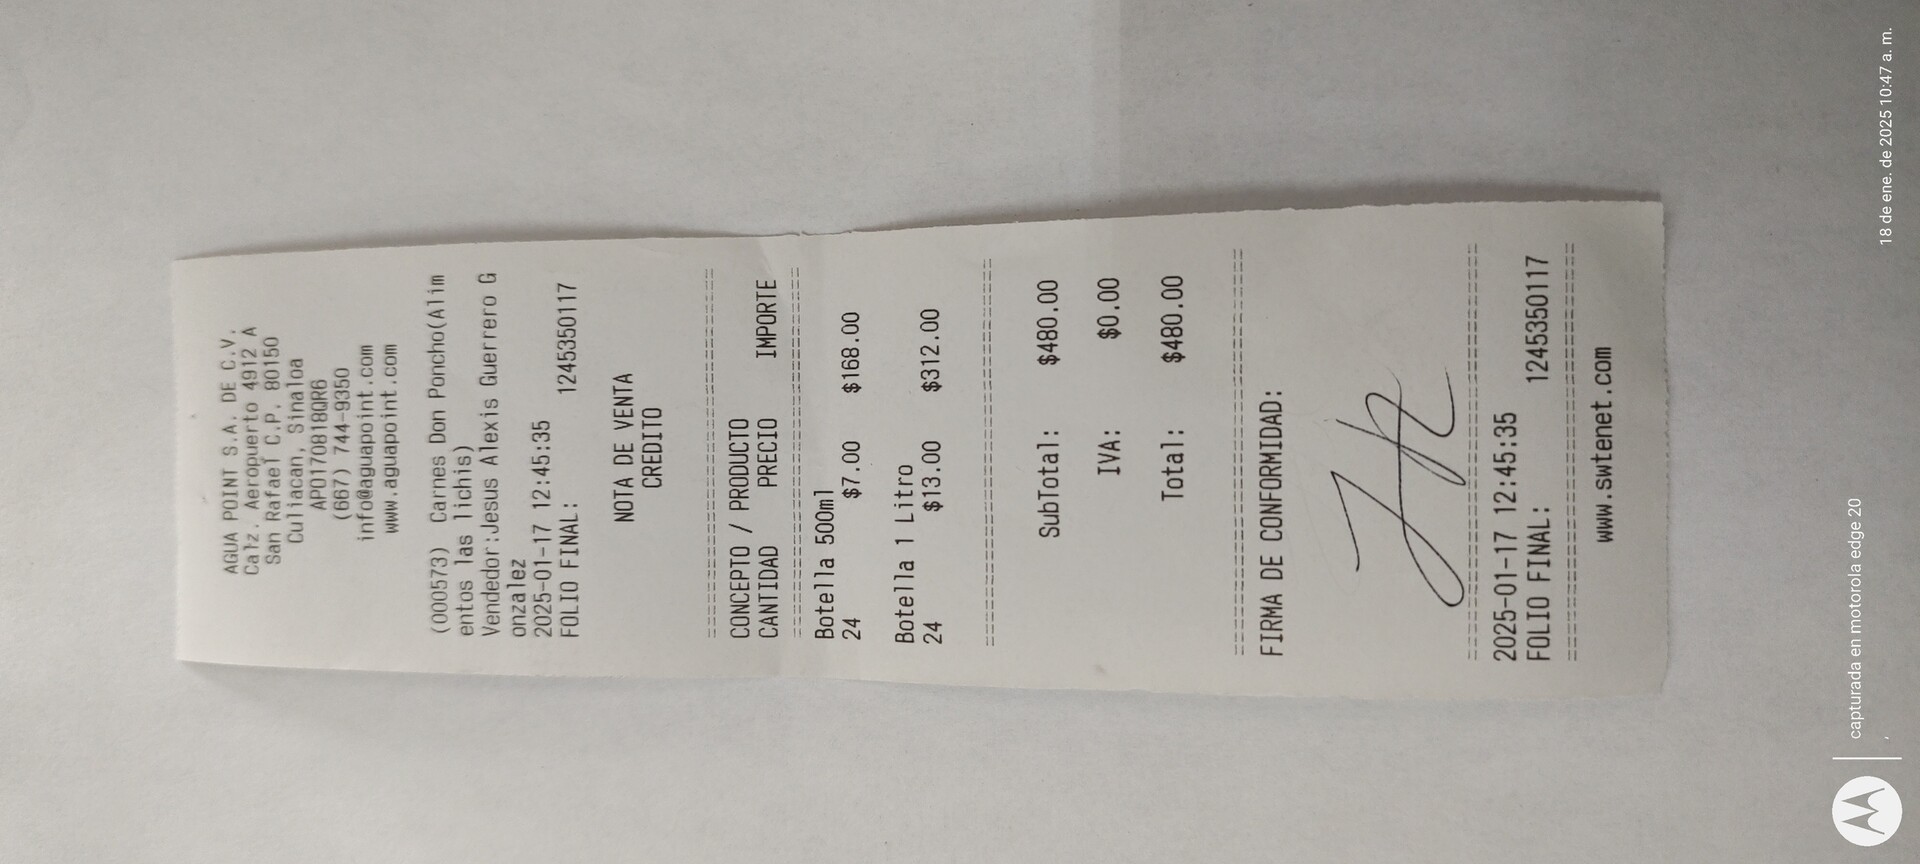 AGUA POINT S.A. DE C.V.
Calz. Aeropuerto 4912 A
San Rafael C.P. 80150
Culiacan, Sinaloa
APO170818QR6
(667) 744-9350
info@aguapoint.com
www.aguapoint.com
(000573) Carnes Don Poncho(Alim
entos las lichis)
Vendedor:Jesus Alexis Guerrero G
onzalez
2025-01-17 12:45:35
FOLIO FINAL: 1245350117
NOTA DE VENTA
CREDITO
================================
CONCEPTO / PRODUCTO
CANTIDAD PRECIO IMPORTE
================================
Botella 500ml
24 $7.00 $168.00
Botella 1 Litro
24 $13.00 $312.00
================================
SubTotal: $480.00
IVA: $0.00
Total: $480.00
================================
FIRMA DE CONFORMIDAD:
================================
2025-01-17 12:45:35
FOLIO FINAL: 1245350117
================================
www.swtenet.com
capturada en motorola edge 20
18 de ene. de 2025 10:47 a. m.